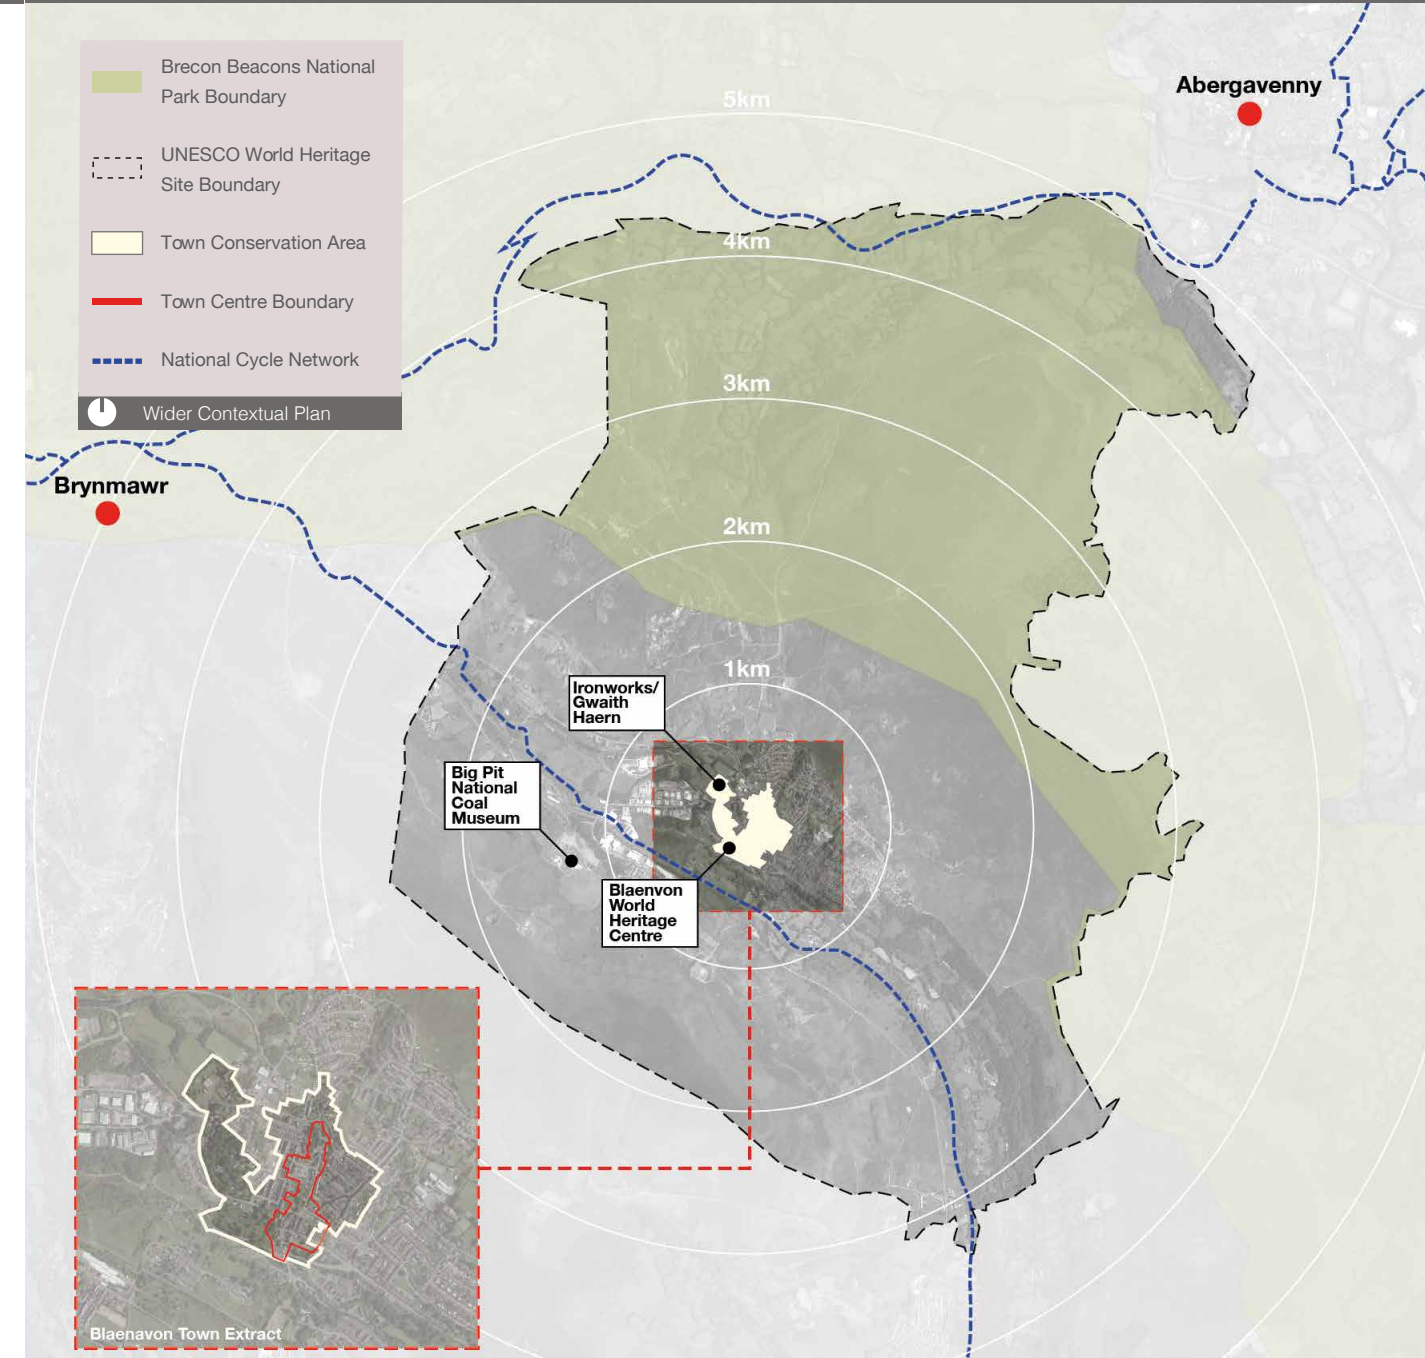 Brecon Beacons National
Park Boundary
UNESCO World Heritage
Site Boundary
Town Conservation Area
Town Centre Boundary
National Cycle Network
Wider Contextual Plan
Abergavenny
Brynmawr
5km
4km
3km
2km
1km
Ironworks/
Gwaith
Haern
Big Pit
National
Coal
Museum
Blaenvon
World
Heritage
Centre
Blaenavon Town Extract